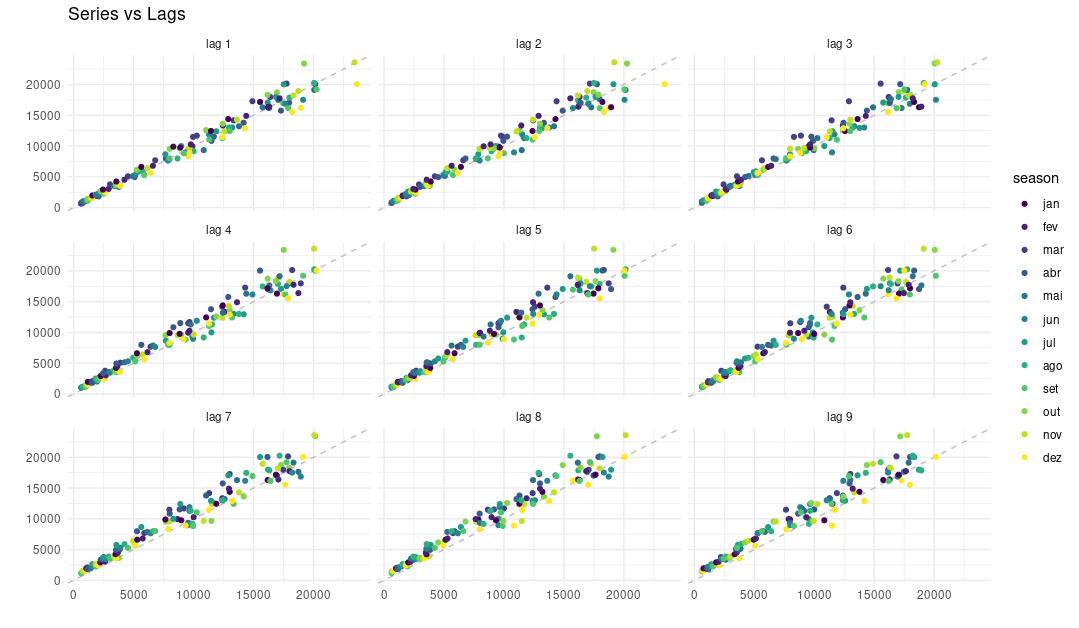 Series vs Lags
lag 1
lag 2
lag 3
20000
15000
10000
5000
0
lag 4
lag 5
lag 6
20000
15000
10000
5000
0
lag 7
lag 8
lag 9
20000
15000
10000
5000
0
0 5000 10000 15000 20000
0 5000 10000 15000 20000
0 5000 10000 15000 20000
season
jan
fev
mar
abr
mai
jun
jul
ago
set
out
nov
dez